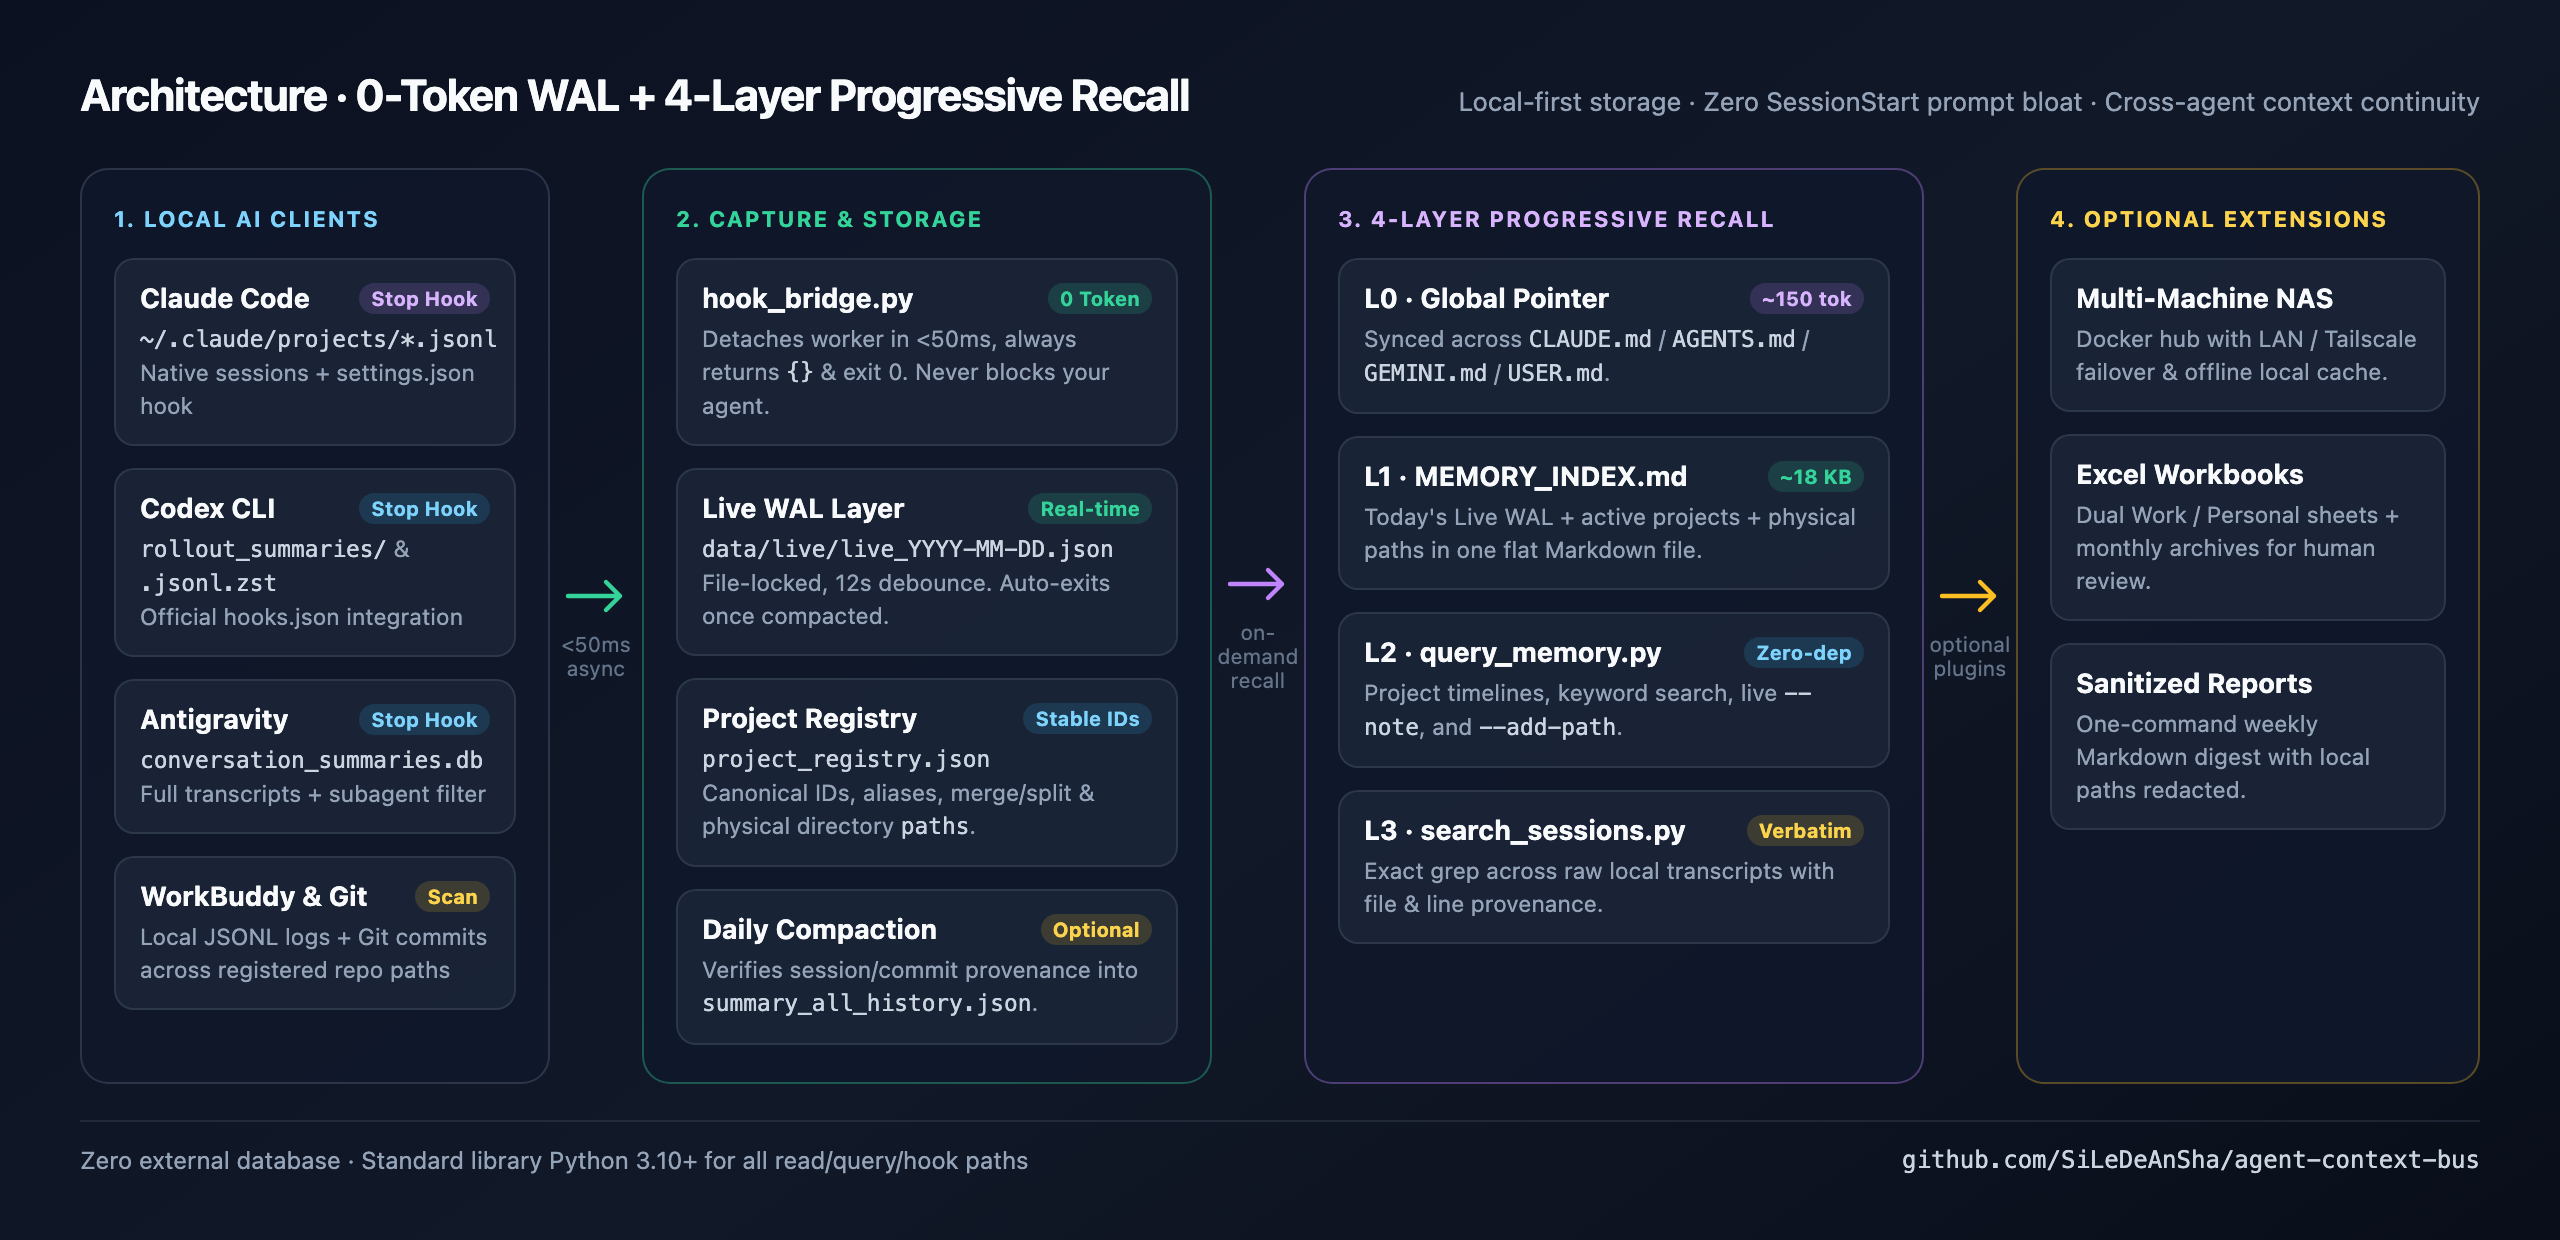 Architecture · 0-Token WAL + 4-Layer Progressive Recall
Local-first storage · Zero SessionStart prompt bloat · Cross-agent context continuity
1. LOCAL AI CLIENTS
Claude Code
Stop Hook
~/.claude/projects/*.jsonl
Native sessions + settings.json
hook
Codex CLI
Stop Hook
rollout_summaries/ &
.jsonl.zst
Official hooks.json integration
Antigravity
Stop Hook
conversation_summaries.db
Full transcripts + subagent filter
WorkBuddy & Git
Scan
Local JSONL logs + Git commits
across registered repo paths
<50ms
async
2. CAPTURE & STORAGE
hook_bridge.py
0 Token
Detaches worker in <50ms, always
returns {} & exit 0. Never blocks your
agent.
Live WAL Layer
Real-time
data/live/live_YYYY-MM-DD.json
File-locked, 12s debounce. Auto-exits
once compacted.
Project Registry
Stable IDs
project_registry.json
Canonical IDs, aliases, merge/split &
physical directory paths.
Daily Compaction
Optional
Verifies session/commit provenance into
summary_all_history.json.
on-
demand
recall
3. 4-LAYER PROGRESSIVE RECALL
L0 · Global Pointer
~150 tok
Synced across CLAUDE.md / AGENTS.md /
GEMINI.md / USER.md.
L1 · MEMORY_INDEX.md
~18 KB
Today's Live WAL + active projects + physical
paths in one flat Markdown file.
L2 · query_memory.py
Zero-dep
Project timelines, keyword search, live --
note, and --add-path.
L3 · search_sessions.py
Verbatim
Exact grep across raw local transcripts with
file & line provenance.
optional
plugins
4. OPTIONAL EXTENSIONS
Multi-Machine NAS
Docker hub with LAN / Tailscale
failover & offline local cache.
Excel Workbooks
Dual Work / Personal sheets +
monthly archives for human
review.
Sanitized Reports
One-command weekly
Markdown digest with local
paths redacted.
Zero external database · Standard library Python 3.10+ for all read/query/hook paths
github.com/SiLeDeAnSha/agent-context-bus